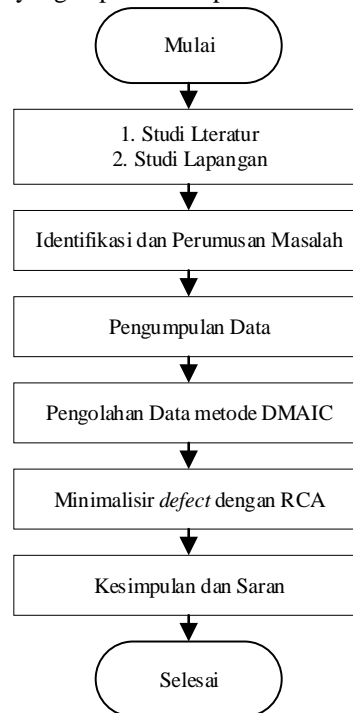 Mulai
1. Studi Lteratur
2. Studi Lapangan
Identifikasi dan Perumusan Masalah
Pengumpulan Data
Pengolahan Data metode DMAIC
Minimalisir defect dengan RCA
Kesimpulan dan Saran
Selesai